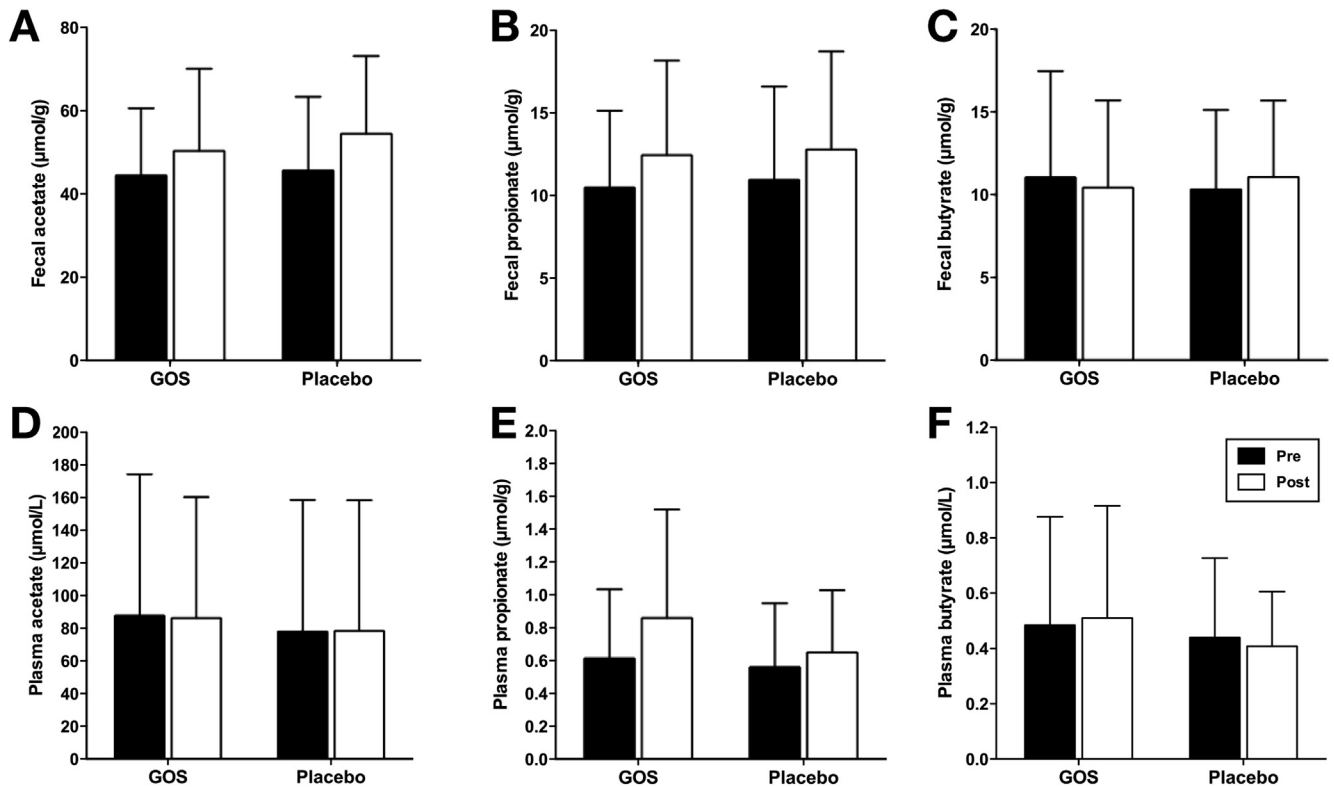 A
Fecal acetate (µmol/g)
80
60
40
20
0
GOS Placebo
B
Fecal propionate (µmol/g)
20
15
10
5
0
GOS Placebo
C
Fecal butyrate (µmol/g)
20
15
10
5
0
GOS Placebo
D
Plasma acetate (µmol/L)
200
180
160
140
120
100
80
60
40
20
0
GOS Placebo
E
Plasma propionate (µmol/g)
2.0
1.8
1.6
1.4
1.2
1.0
0.8
0.6
0.4
0.2
0.0
GOS Placebo
F
Plasma butyrate (µmol/L)
1.2
1.0
0.8
0.6
0.4
0.2
0.0
GOS Placebo
Pre
Post